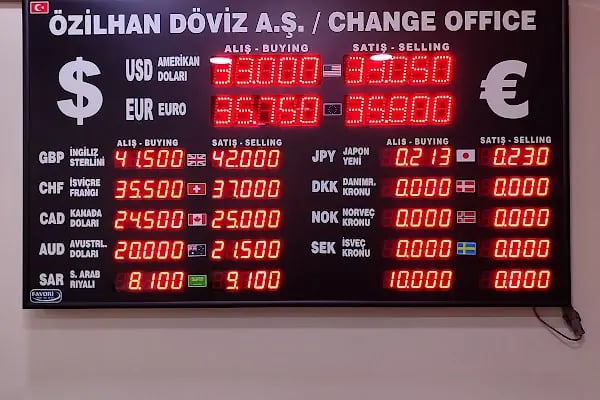 ÖZİLHAN DÖVİZ A.Ş. / CHANGE OFFICE
ALIŞ - BUYING SATIŞ - SELLING
$ USD AMERİKAN DOLARI 33.000 33.050 €
EUR EURO 35.750 35.800
ALIŞ - BUYING SATIŞ - SELLING ALIŞ - BUYING SATIŞ - SELLING
GBP İNGİLİZ STERLİNİ 41.500 42.000 JPY JAPON YENİ 0.213 0.230
CHF İSVİÇRE FRANGI 35.500 37.000 DKK DANİMR. KRONU 0.000 0.000
CAD KANADA DOLARI 24.500 25.000 NOK NORVEÇ KRONU 0.000 0.000
AUD AVUSTRL. DOLARI 20.000 21.500 SEK İSVEÇ KRONU 0.000 0.000
SAR S. ARAB RİYALİ 8.100 9.100 10.000 0.000
FAVORİ